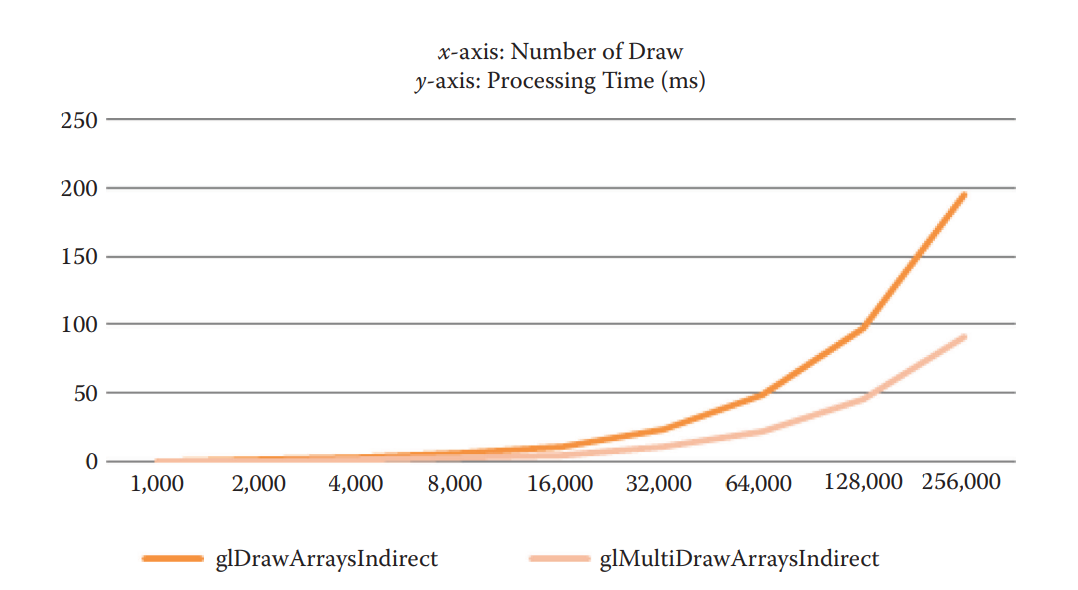 x-axis: Number of Draw
y-axis: Processing Time (ms)
250
200
150
100
50
0
1,000 2,000 4,000 8,000 16,000 32,000 64,000 128,000 256,000
glDrawArraysIndirect glMultiDrawArraysIndirect